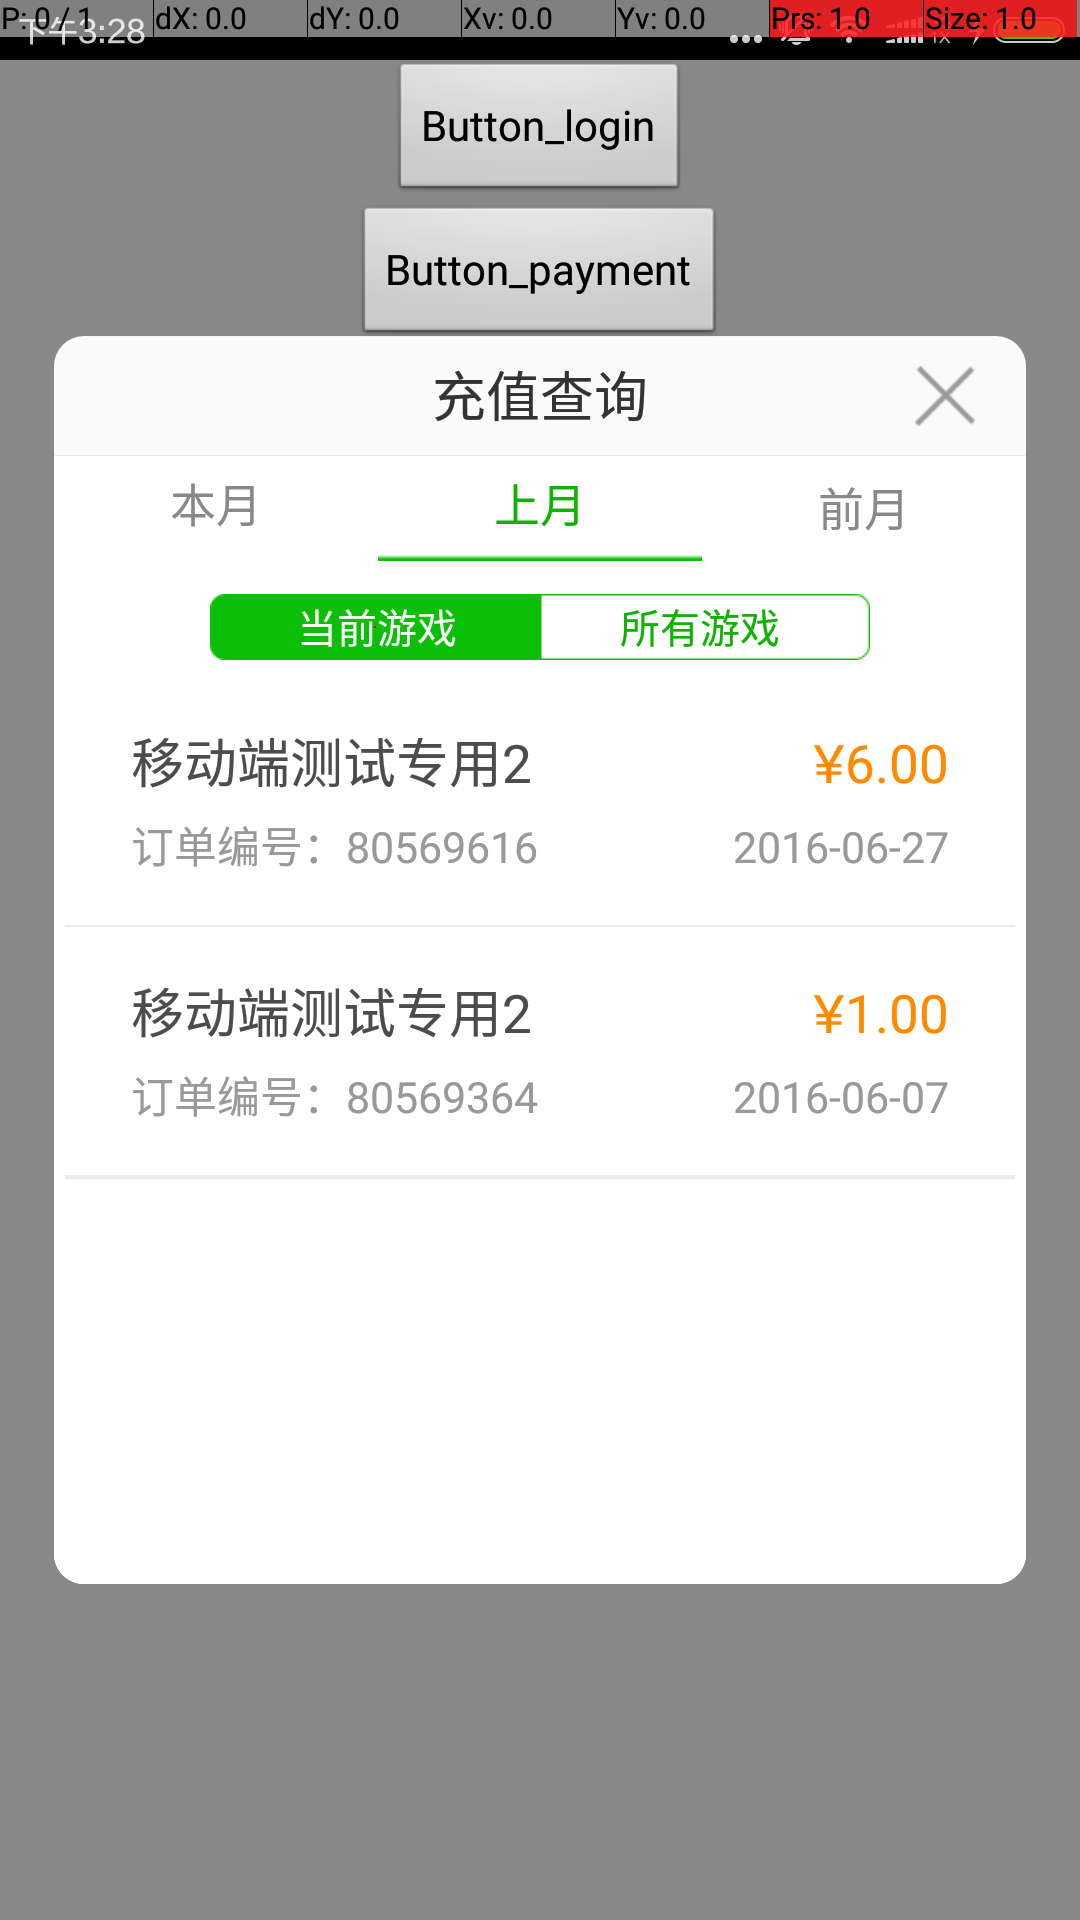 P: 0 / 1 dX: 0.0 dY: 0.0 Xv: 0.0 Yv: 0.0 Prs: 1.0 Size: 1.0
下午3:28 1X
Button_login
Button_payment
充值查询
本月 上月 前月
当前游戏 所有游戏
移动端测试专用2 ¥6.00
订单编号：80569616 2016-06-27
移动端测试专用2 ¥1.00
订单编号：80569364 2016-06-07